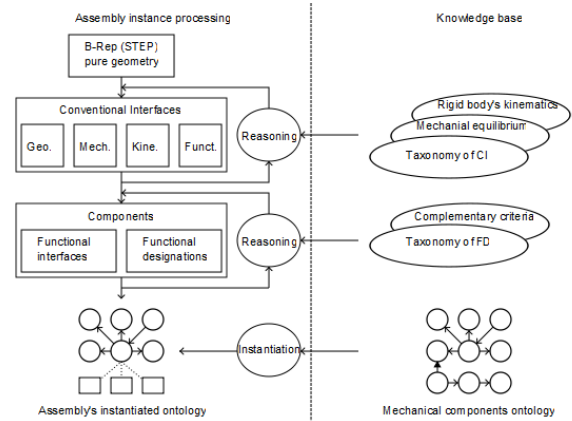 Assembly instance processing
Knowledge base
B-Rep (STEP)
pure geometry
Conventional Interfaces
Geo.
Mech.
Kine.
Funct.
Reasoning
Rigid body's kinematics
Mechanial equilibrium
Taxonomy of CI
Components
Functional
interfaces
Functional
designations
Reasoning
Complementary criteria
Taxonomy of FD
Instantiation
Assembly's instantiated ontology
Mechanical components ontology